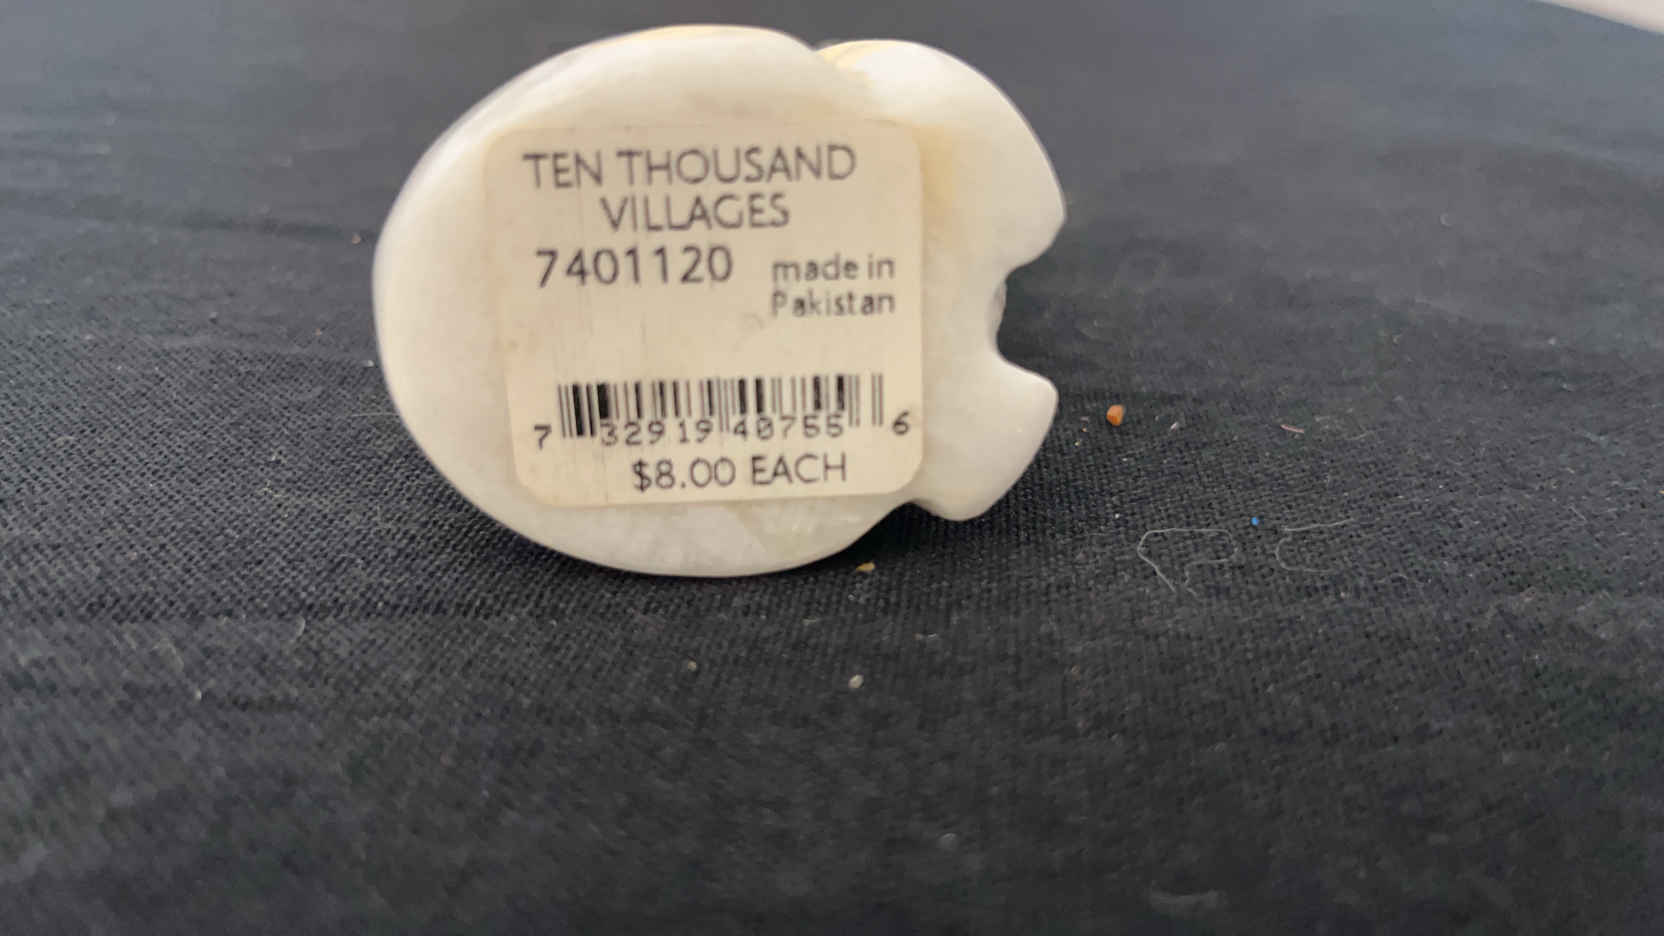 TEN THOUSAND
VILLAGES
7401120
made in
Pakistan
7 32919 40755 6
$8.00 EACH